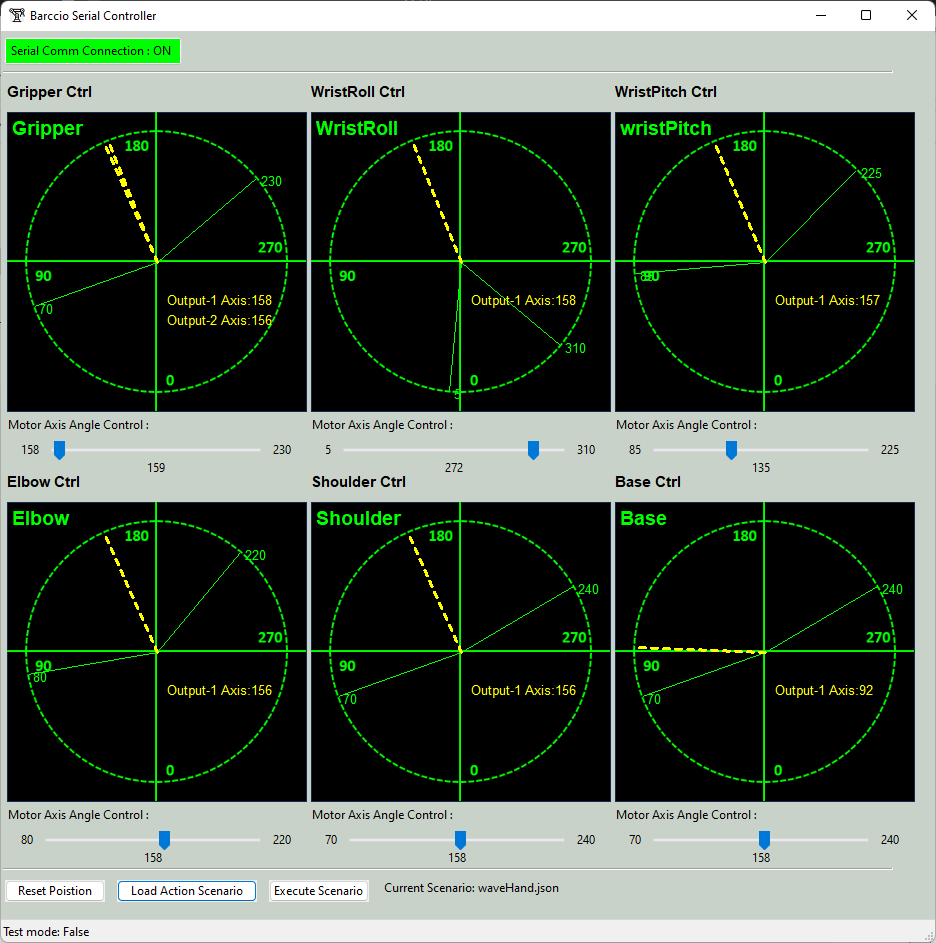 Barccio Serial Controller
Serial Comm Connection : ON
Gripper Ctrl
WristRoll Ctrl
WristPitch Ctrl
Gripper
180
230
270
90
70
Output-1 Axis:158
Output-2 Axis:156
0
WristRoll
180
270
90
Output-1 Axis:158
310
0
5
wristPitch
180
225
270
90
Output-1 Axis:157
0
Motor Axis Angle Control :
158
230
159
Motor Axis Angle Control :
5
310
272
Motor Axis Angle Control :
85
225
135
Elbow Ctrl
Shoulder Ctrl
Base Ctrl
Elbow
180
220
270
90
80
Output-1 Axis:156
0
Shoulder
180
240
270
90
70
Output-1 Axis:156
0
Base
180
240
270
90
70
Output-1 Axis:92
0
Motor Axis Angle Control :
80
220
158
Motor Axis Angle Control :
70
240
158
Motor Axis Angle Control :
70
240
158
Reset Poistion
Load Action Scenario
Execute Scenario
Current Scenario: waveHand.json
Test mode: False